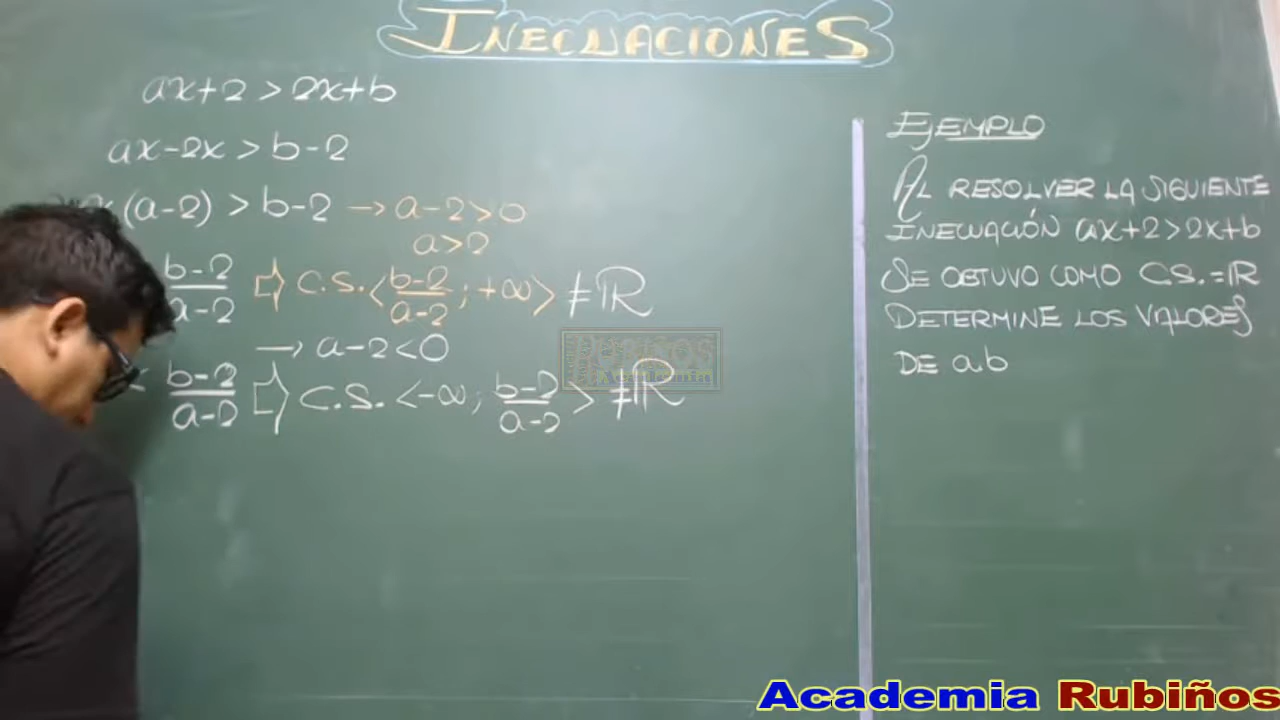 INECUACIONES
ax+2 > 2x+b
ax-2x > b-2
(a-2) > b-2 → a-2>0
a>2
b-2/a-2 ⇨ C.S. <b-2/a-2 ; +∞> ≠ ℝ
→ a-2<0
< b-2/a-2 ⇨ C.S. <-∞ ; b-2/a-2> ≠ ℝ
EJEMPLO
AL RESOLVER LA SIGUIENTE
INECUACIÓN ax+2>2x+b
SE OBTUVO COMO C.S.=ℝ
DETERMINE LOS VALORES
DE a.b
RUBIÑOS
Academia Rubiños